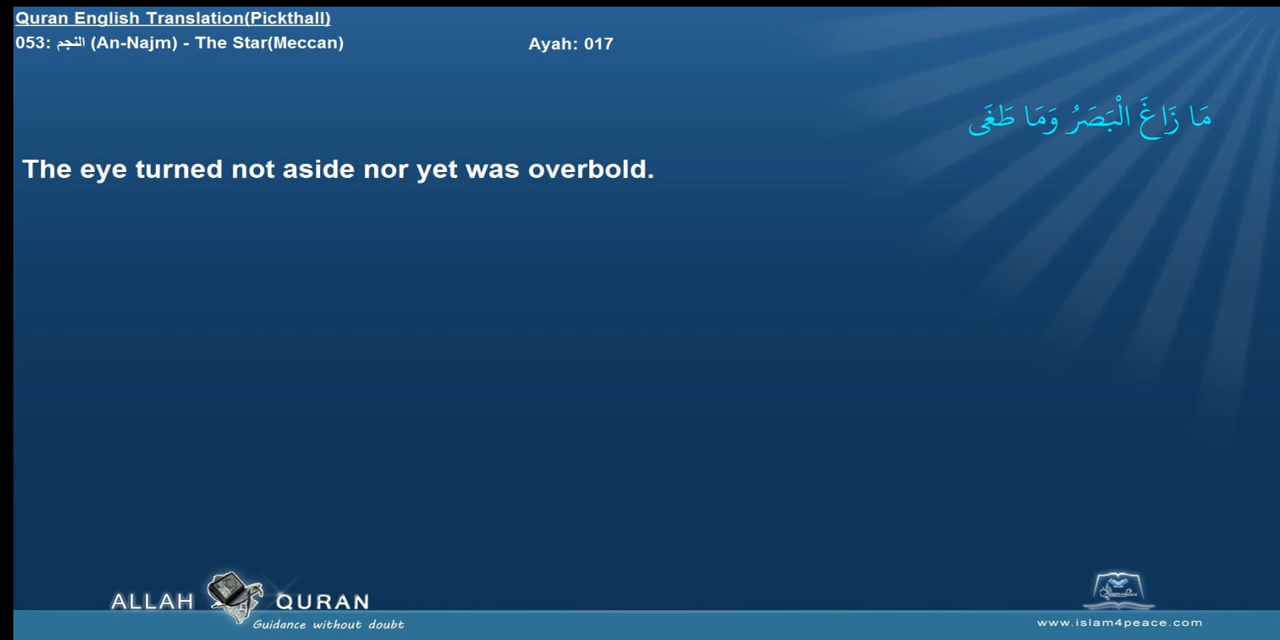 Quran English Translation(Pickthall)
053: النجم (An-Najm) - The Star(Meccan)
Ayah: 017
مَا زَاغَ الْبَصَرُ وَمَا طَغَى
The eye turned not aside nor yet was overbold.
ALLAH QURAN
Guidance without doubt
www.islam4peace.com